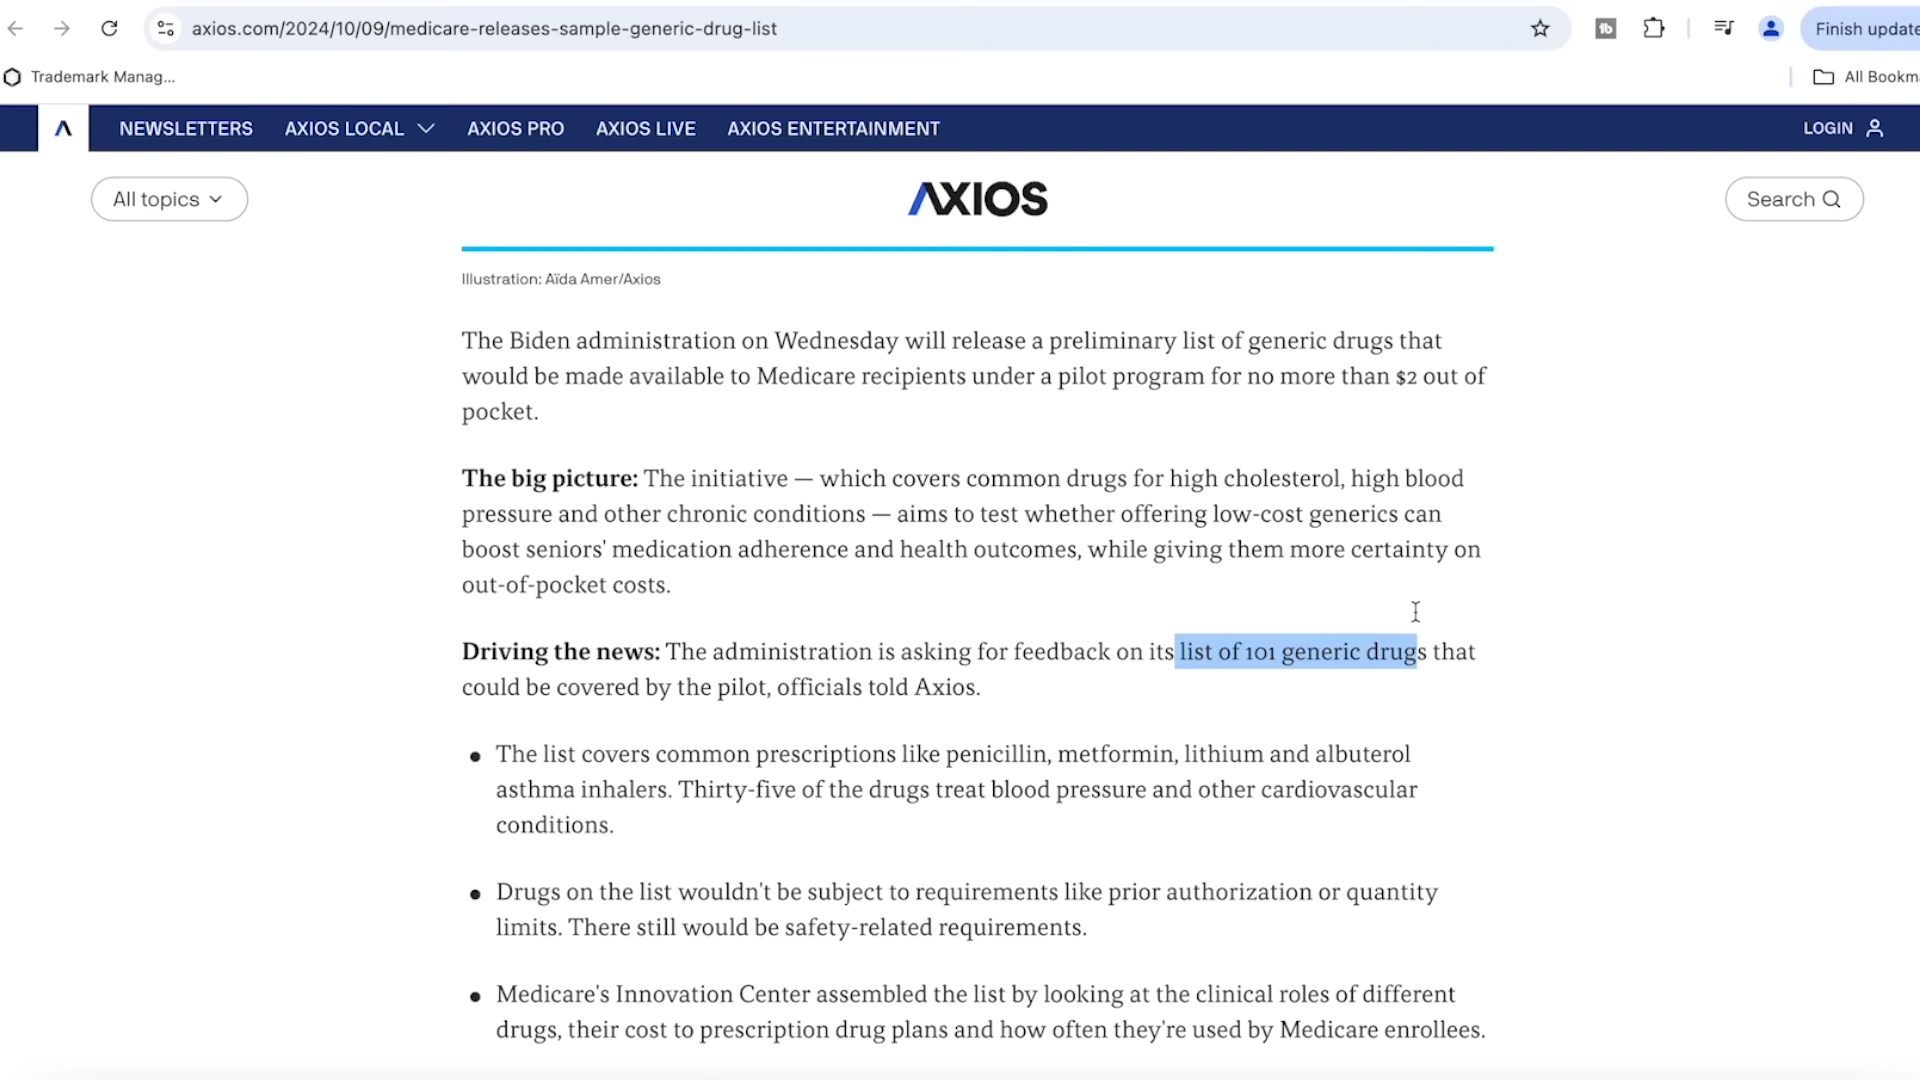 axios.com/2024/10/09/medicare-releases-sample-generic-drug-list
Finish update
Trademark Manag...
All Bookm
NEWSLETTERS AXIOS LOCAL AXIOS PRO AXIOS LIVE AXIOS ENTERTAINMENT LOGIN
All topics
AXIOS
Search
Illustration: Aïda Amer/Axios
The Biden administration on Wednesday will release a preliminary list of generic drugs that
would be made available to Medicare recipients under a pilot program for no more than $2 out of
pocket.
The big picture: The initiative — which covers common drugs for high cholesterol, high blood
pressure and other chronic conditions — aims to test whether offering low-cost generics can
boost seniors' medication adherence and health outcomes, while giving them more certainty on
out-of-pocket costs.
Driving the news: The administration is asking for feedback on its list of 101 generic drugs that
could be covered by the pilot, officials told Axios.
• The list covers common prescriptions like penicillin, metformin, lithium and albuterol
asthma inhalers. Thirty-five of the drugs treat blood pressure and other cardiovascular
conditions.
• Drugs on the list wouldn't be subject to requirements like prior authorization or quantity
limits. There still would be safety-related requirements.
• Medicare's Innovation Center assembled the list by looking at the clinical roles of different
drugs, their cost to prescription drug plans and how often they're used by Medicare enrollees.